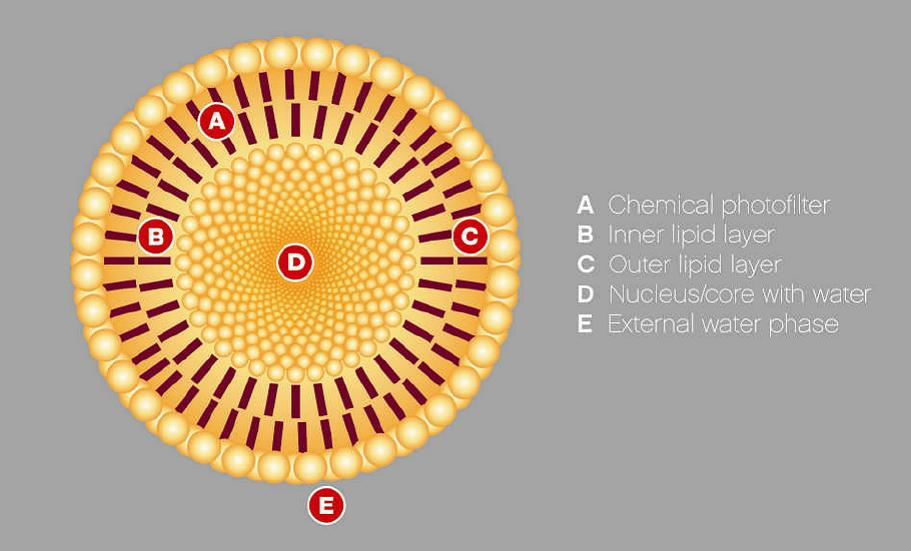 A
B
C
D
E
A Chemical photofilter
B Inner lipid layer
C Outer lipid layer
D Nucleus/core with water
E External water phase